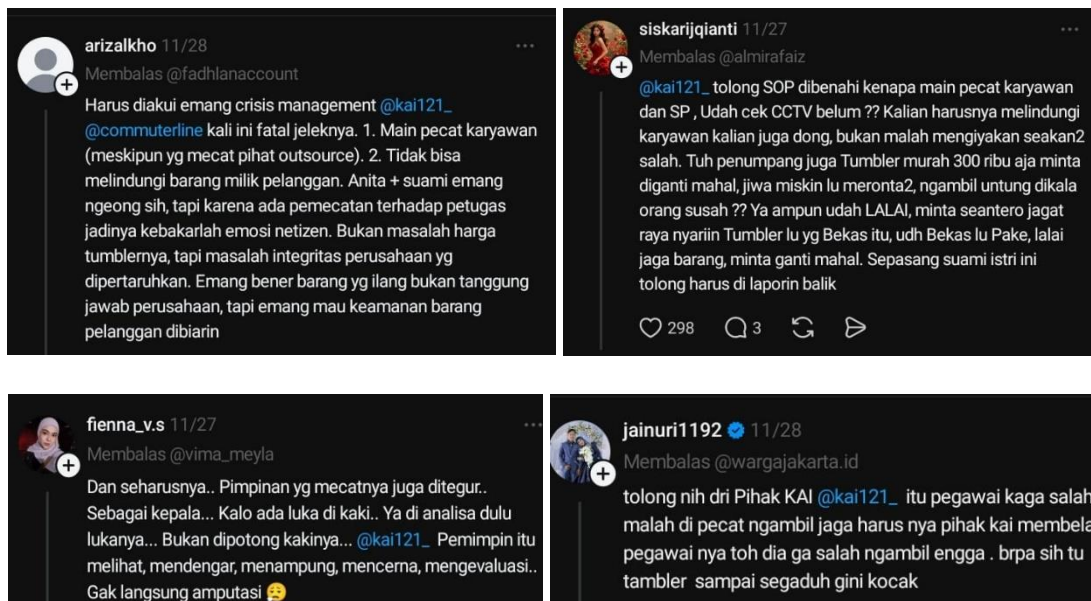 arizalkho 11/28
Membalas @fadhlanaccount
Harus diakui emang crisis management @kai121_
@commuterline kali ini fatal jeleknya. 1. Main pecat karyawan
(meskipun yg mecat pihat outsource). 2. Tidak bisa
melindungi barang milik pelanggan. Anita + suami emang
ngeong sih, tapi karena ada pemecatan terhadap petugas
jadinya kebakarlah emosi netizen. Bukan masalah harga
tumblernya, tapi masalah integritas perusahaan yg
dipertaruhkan. Emang bener barang yg ilang bukan tanggung
jawab perusahaan, tapi emang mau keamanan barang
pelanggan dibiarin
siskarijqianti 11/27
Membalas @almirafaiz
@kai121_ tolong SOP dibenahi kenapa main pecat karyawan
dan SP , Udah cek CCTV belum ?? Kalian harusnya melindungi
karyawan kalian juga dong, bukan malah mengiyakan seakan2
salah. Tuh penumpang juga Tumbler murah 300 ribu aja minta
diganti mahal, jiwa miskin lu meronta2, ngambil untung dikala
orang susah ?? Ya ampun udah LALAI, minta seantero jagat
raya nyariin Tumbler lu yg Bekas itu, udh Bekas lu Pake, lalai
jaga barang, minta ganti mahal. Sepasang suami istri ini
tolong harus di laporin balik
298 3
fienna_v.s 11/27
Membalas @vima_meyla
Dan seharusnya.. Pimpinan yg mecatnya juga ditegur..
Sebagai kepala... Kalo ada luka di kaki.. Ya di analisa dulu
lukanya... Bukan dipotong kakinya... @kai121_ Pemimpin itu
melihat, mendengar, menampung, mencerna, mengevaluasi..
Gak langsung amputasi 😮‍💨
jainuri1192 11/28
Membalas @wargajakarta.id
tolong nih dri Pihak KAI @kai121_ itu pegawai kaga salah
malah di pecat ngambil jaga harus nya pihak kai membela
pegawai nya toh dia ga salah ngambil engga . brpa sih tu
tambler sampai segaduh gini kocak